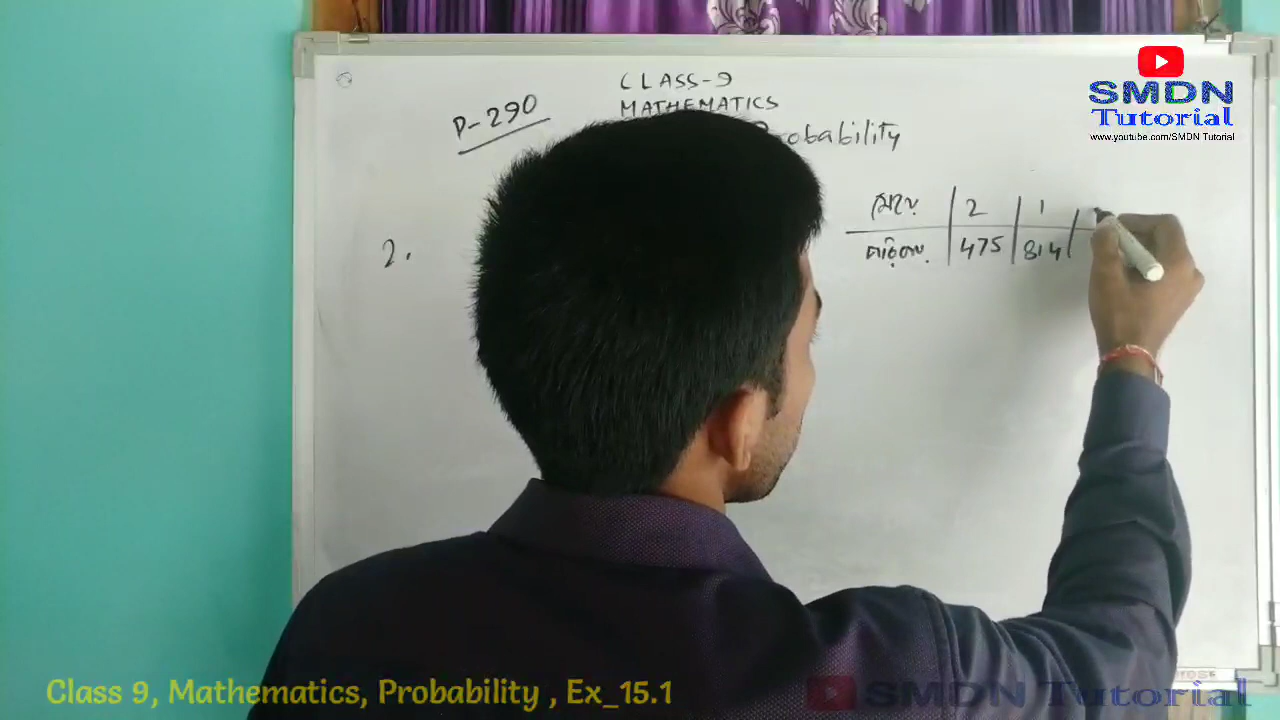 SMDN
Tutorial
www.youtube.com/SMDN Tutorial
P-290
CLASS-9
MATHEMATICS
robability
2 1
475 814
2.
Class 9, Mathematics, Probability , Ex_15.1
SMDN Tutorial